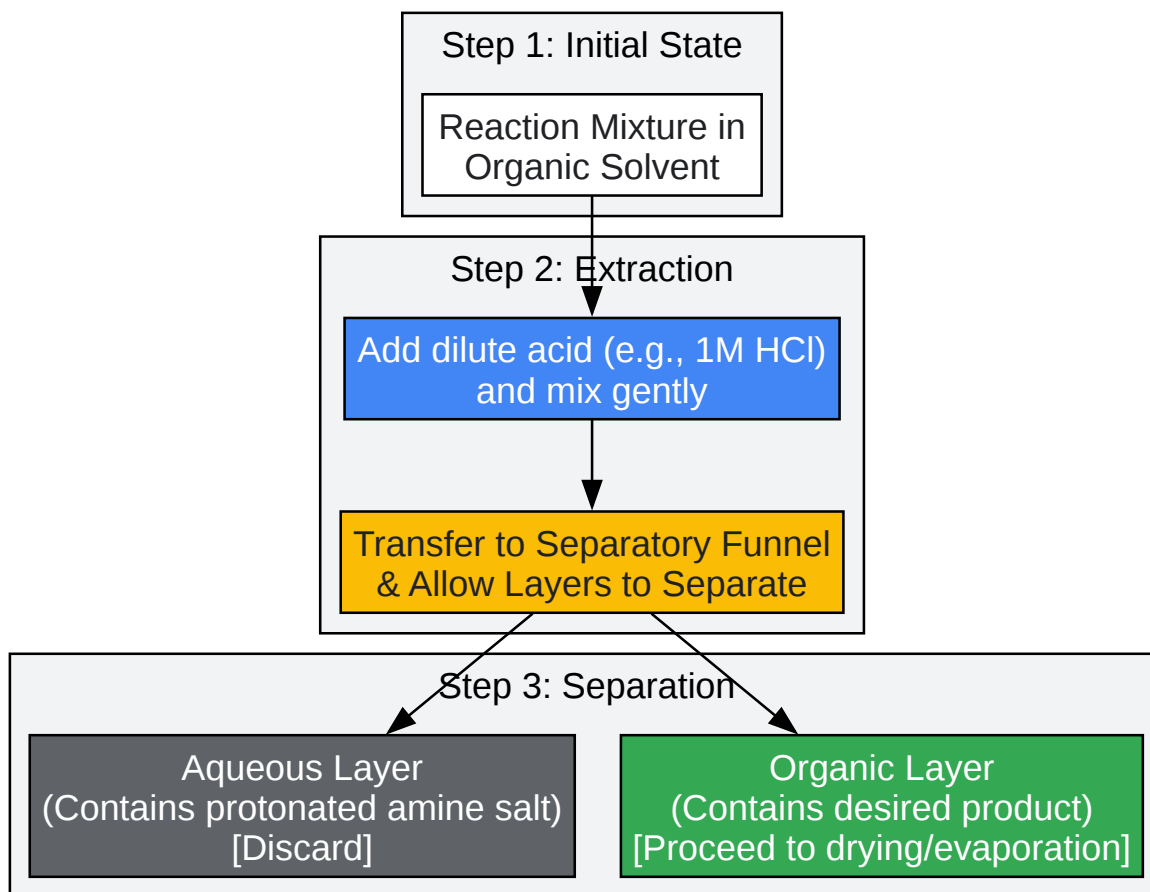 Step 1: Initial State
Reaction Mixture in
Organic Solvent
Step 2: Extraction
Add dilute acid (e.g., 1M HCl)
and mix gently
Transfer to Separatory Funnel
& Allow Layers to Separate
Step 3: Separation
Aqueous Layer
(Contains protonated amine salt)
[Discard]
Organic Layer
(Contains desired product)
[Proceed to drying/evaporation]